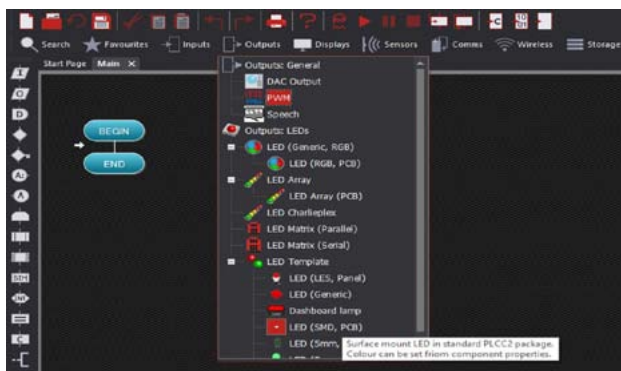 Search Favourites Inputs Outputs Displays Sensors Comms Wireless Storage
Start Page Main X
Outputs: General
DAC Output
PWM
Speech
Outputs: LEDs
LED (Generic, RGB)
LED (RGB, PCB)
LED Array
LED Array (PCB)
LED Charlieplex
LED Matrix (Parallel)
LED Matrix (Serial)
LED Template
LED (LES, Panel)
LED (Generic)
Dashboard lamp
LED (SMD, PCB)
LED (5mm,
Surface mount LED in standard PLCC2 package.
Colour can be set friom component properties.
BEGIN
END